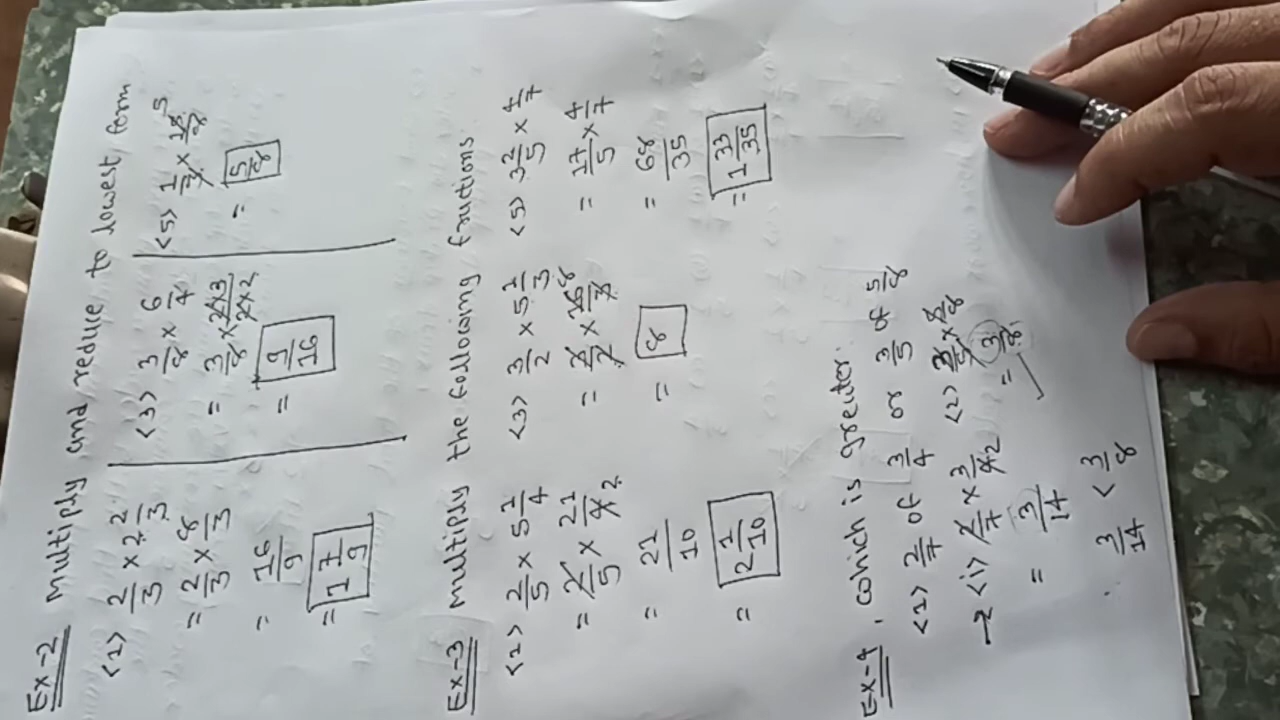 Ex-2 multiply and reduce to lowest form
<1> 2/3 × 2 2/3
= 2/3 × 8/3
= 16/9
= 1 7/9
<3> 3/8 × 6/4
= 3/8 × 2×3/2×2
= 9/16
<5> 1/3 × 15/8 5
= 5/8
Ex-3 multiply the following fractions
<1> 2/5 × 5 1/4
= 2/5 × 21/4 2
= 21/10
= 2 1/10
<3> 3/2 × 5 1/3
= 3/2 × 16/3 8
= 8
<5> 3 2/5 × 4/7
= 17/5 × 4/7
= 68/35
= 1 33/35
Ex-4. which is greater.
<1> 2/7 of 3/4 or 3/5 of 5/8
→ <i> 2/7 × 3/4 2
= 3/14
<2> 3/5 × 5/8
= 3/8
3/14 < 3/8